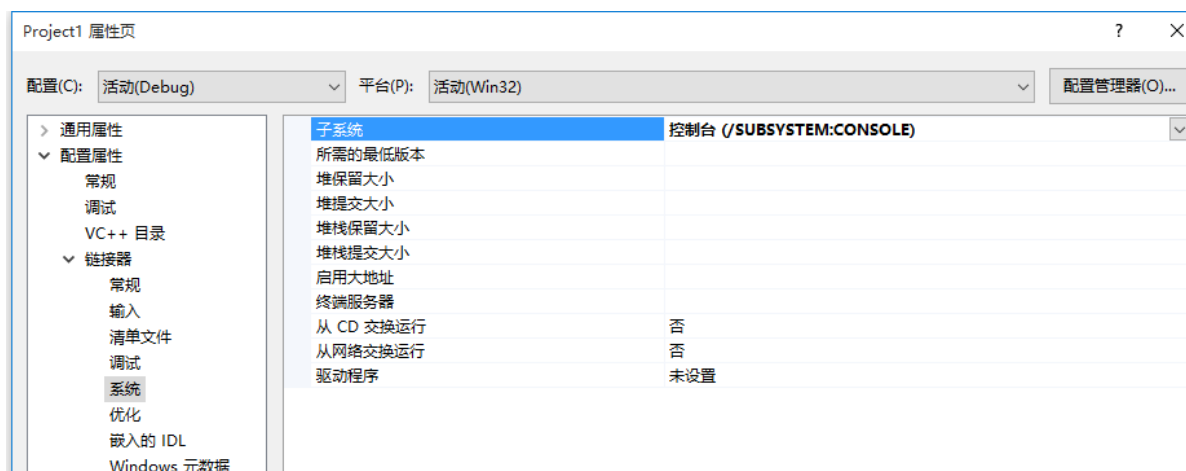 Project1 属性页
?
配置(C): 活动(Debug) 平台(P): 活动(Win32) 配置管理器(O)...
通用属性
配置属性
常规
调试
VC++ 目录
链接器
常规
输入
清单文件
调试
系统
优化
嵌入的 IDL
Windows 元数据
子系统 控制台 (/SUBSYSTEM:CONSOLE)
所需的最低版本
堆保留大小
堆提交大小
堆栈保留大小
堆栈提交大小
启用大地址
终端服务器
从 CD 交换运行 否
从网络交换运行 否
驱动程序 未设置